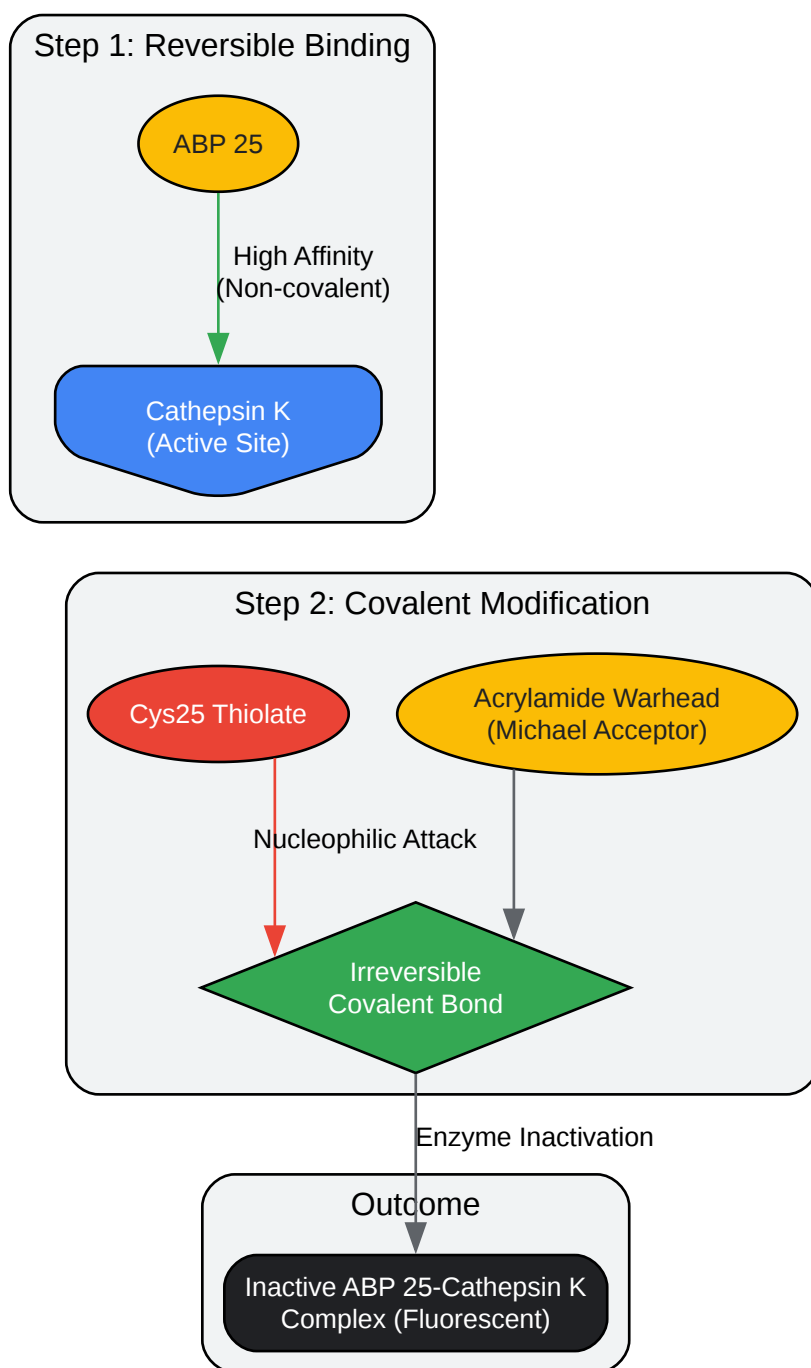 Step 1: Reversible Binding
ABP 25
High Affinity
(Non-covalent)
Cathepsin K
(Active Site)
Step 2: Covalent Modification
Cys25 Thiolate
Acrylamide Warhead
(Michael Acceptor)
Nucleophilic Attack
Irreversible
Covalent Bond
Enzyme Inactivation
Outcome
Inactive ABP 25-Cathepsin K
Complex (Fluorescent)